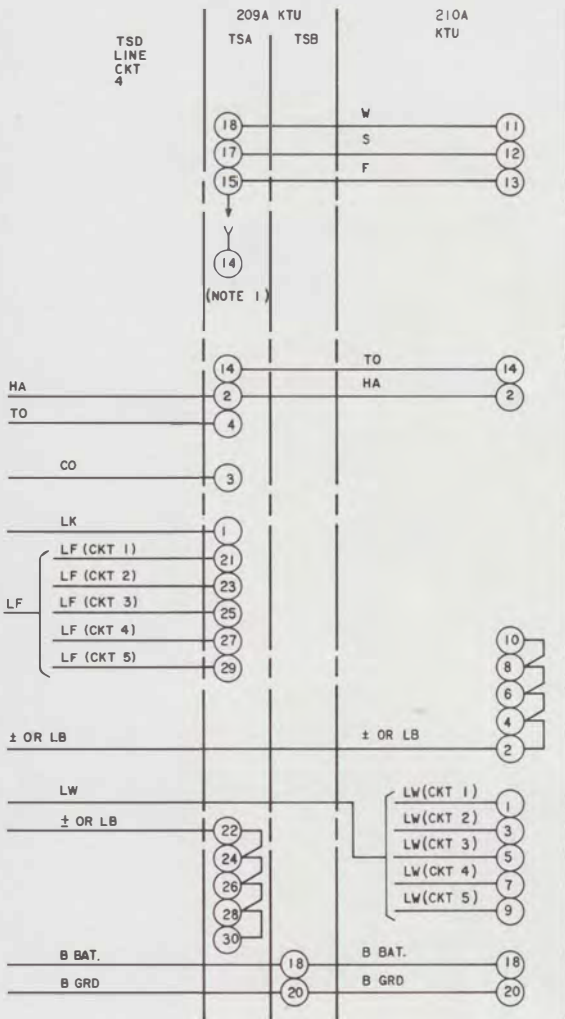 209A KTU 210A
TSD TSA TSB KTU
LINE
CKT
4
W
18 11
S
17 12
F
15 13
14
(NOTE 1)
TO
14 14
HA HA
2 2
TO
4
CO
3
LK
1
LF (CKT 1)
21
LF (CKT 2)
23
LF LF (CKT 3)
25
LF (CKT 4)
27 10
LF (CKT 5)
29 8
6
4
± OR LB ± OR LB
2
LW LW(CKT 1)
1
± OR LB LW(CKT 2)
22 3
LW(CKT 3)
24 5
LW(CKT 4)
26 7
LW(CKT 5)
28 9
30
B BAT. B BAT.
18 18
B GRD B GRD
20 20